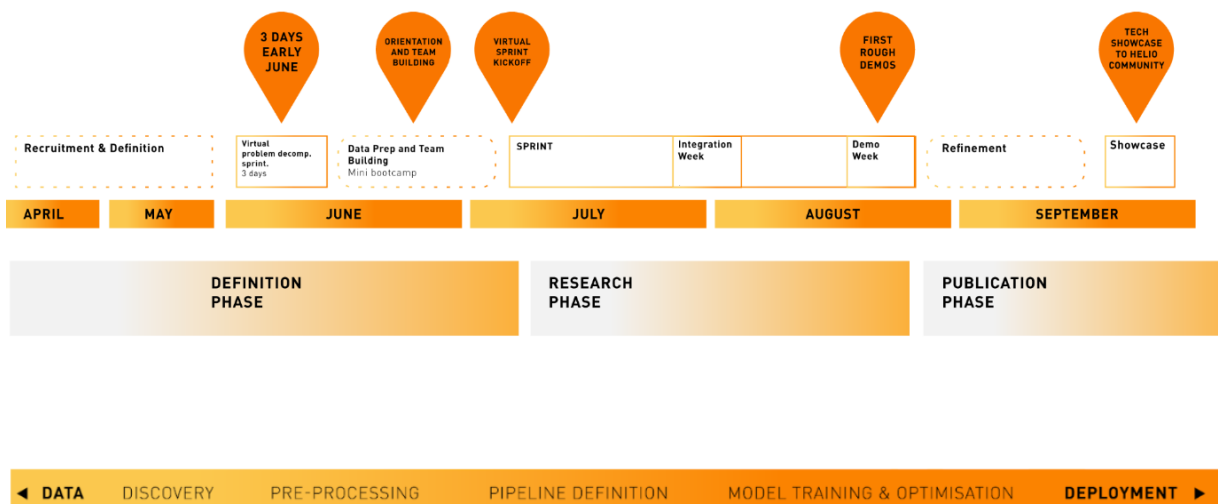 3 DAYS
EARLY
JUNE
ORIENTATION
AND TEAM
BUILDING
VIRTUAL
SPRINT
KICKOFF
FIRST
ROUGH
DEMOS
TECH
SHOWCASE
TO HELIO
COMMUNITY
Recruitment & Definition
Virtual
problem decomp,
sprint,
3 days
Data Prep and Team
Building
Mini bootcamp
SPRINT
Integration
Week
Demo
Week
Refinement
Showcase
APRIL
MAY
JUNE
JULY
AUGUST
SEPTEMBER
DEFINITION
PHASE
RESEARCH
PHASE
PUBLICATION
PHASE
DATA
DISCOVERY
PRE-PROCESSING
PIPELINE DEFINITION
MODEL TRAINING & OPTIMISATION
DEPLOYMENT